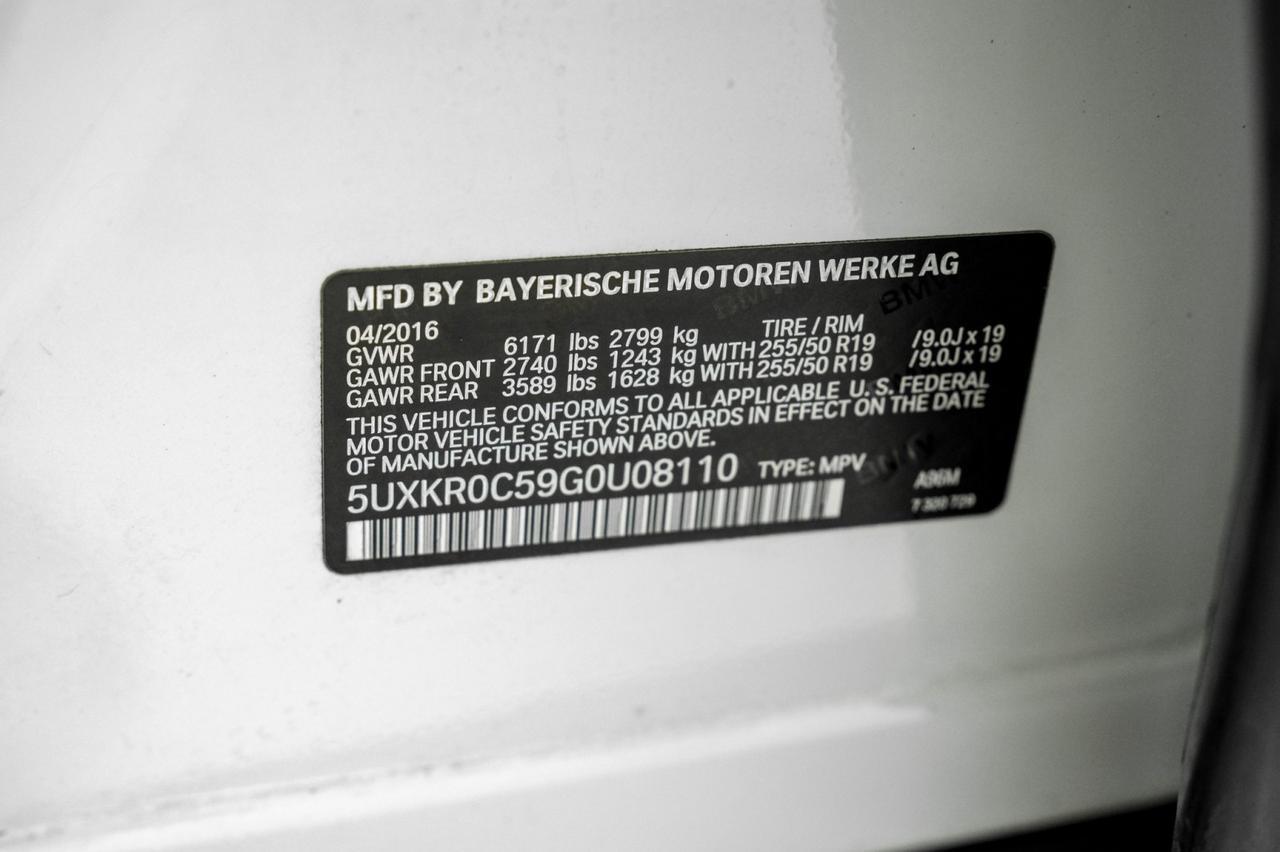 MFD BY BAYERISCHE MOTOREN WERKE AG
04/2016 TIRE / RIM
GVWR 6171 lbs 2799 kg
GAWR FRONT 2740 lbs 1243 kg WITH 255/50 R19 /9.0J x 19
GAWR REAR 3589 lbs 1628 kg WITH 255/50 R19 /9.0J x 19
THIS VEHICLE CONFORMS TO ALL APPLICABLE U. S. FEDERAL
MOTOR VEHICLE SAFETY STANDARDS IN EFFECT ON THE DATE
OF MANUFACTURE SHOWN ABOVE.
5UXKR0C59G0U08110 TYPE: MPV
BMW
BMW
BMW